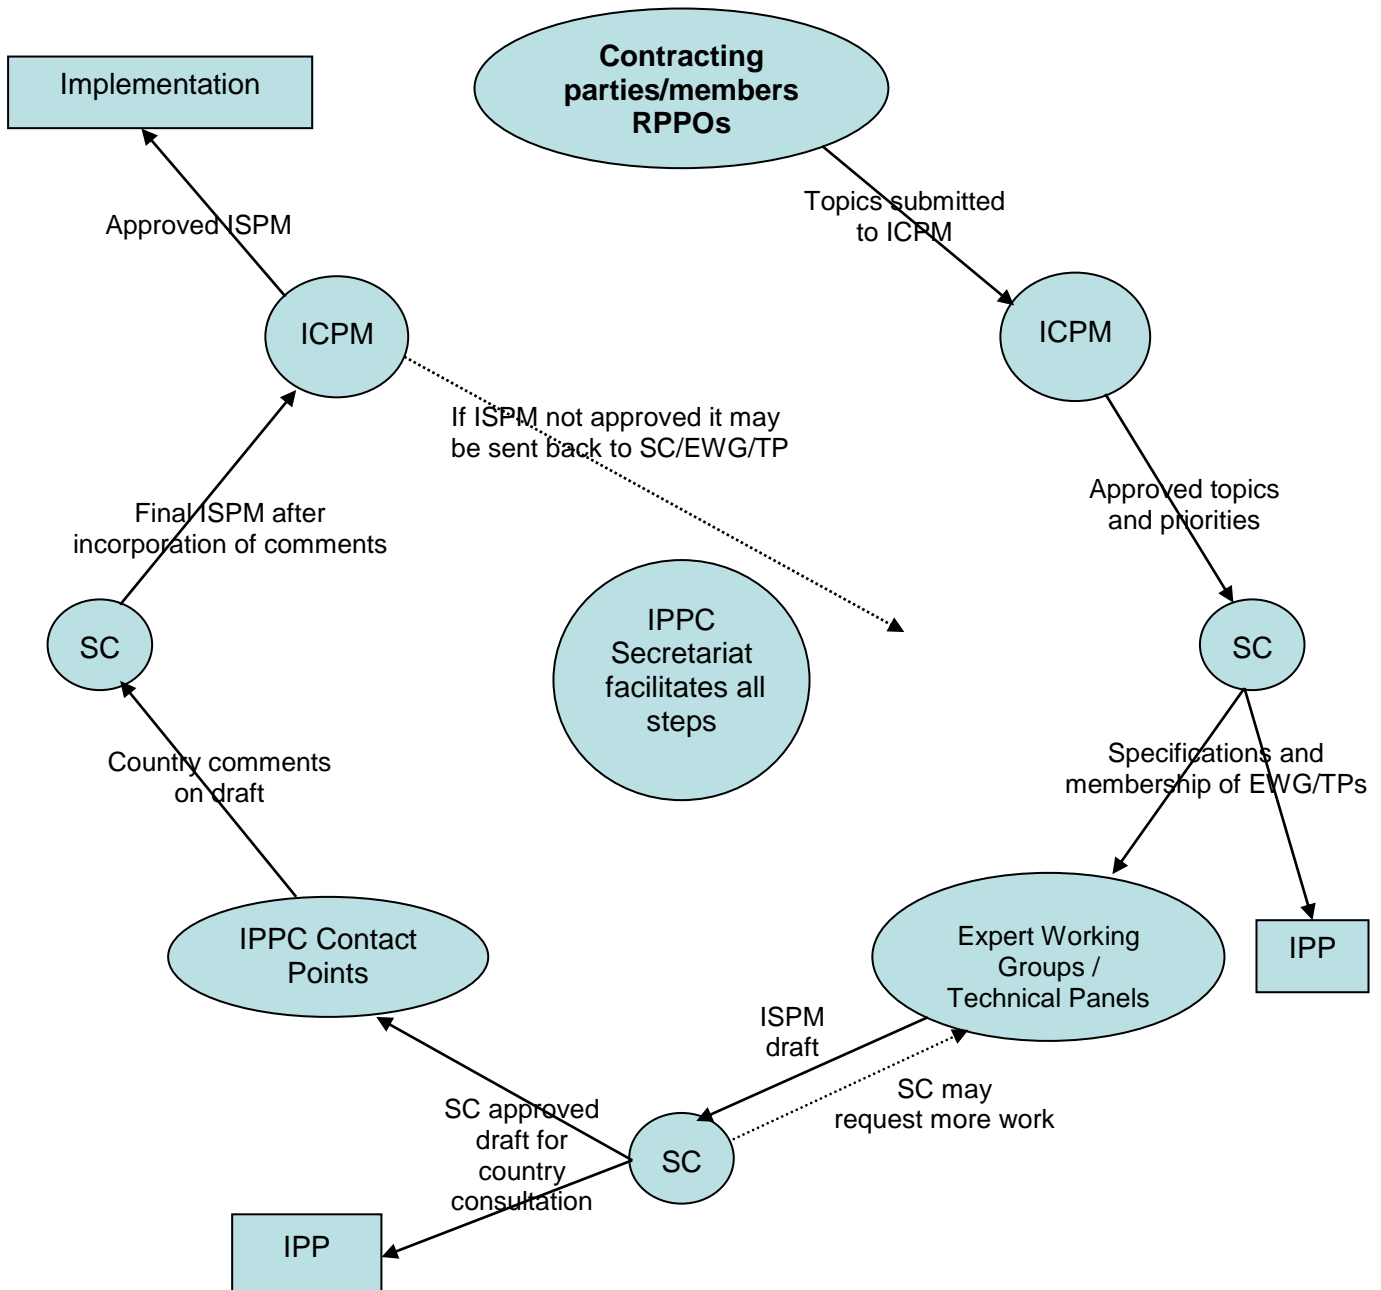 Contracting
parties/members
RPPOs
Implementation
Topics submitted
to ICPM
Approved ISPM
ICPM
ICPM
If ISPM not approved it may
be sent back to SC/EWG/TP
Approved topics
and priorities
Final ISPM after
incorporation of comments
IPPC
Secretariat
facilitates all
steps
SC
SC
Country comments
on draft
Specifications and
membership of EWG/TPs
IPPC Contact
Points
Expert Working
Groups /
Technical Panels
IPP
ISPM
draft
SC may
request more work
SC approved
draft for
country
consultation
SC
IPP